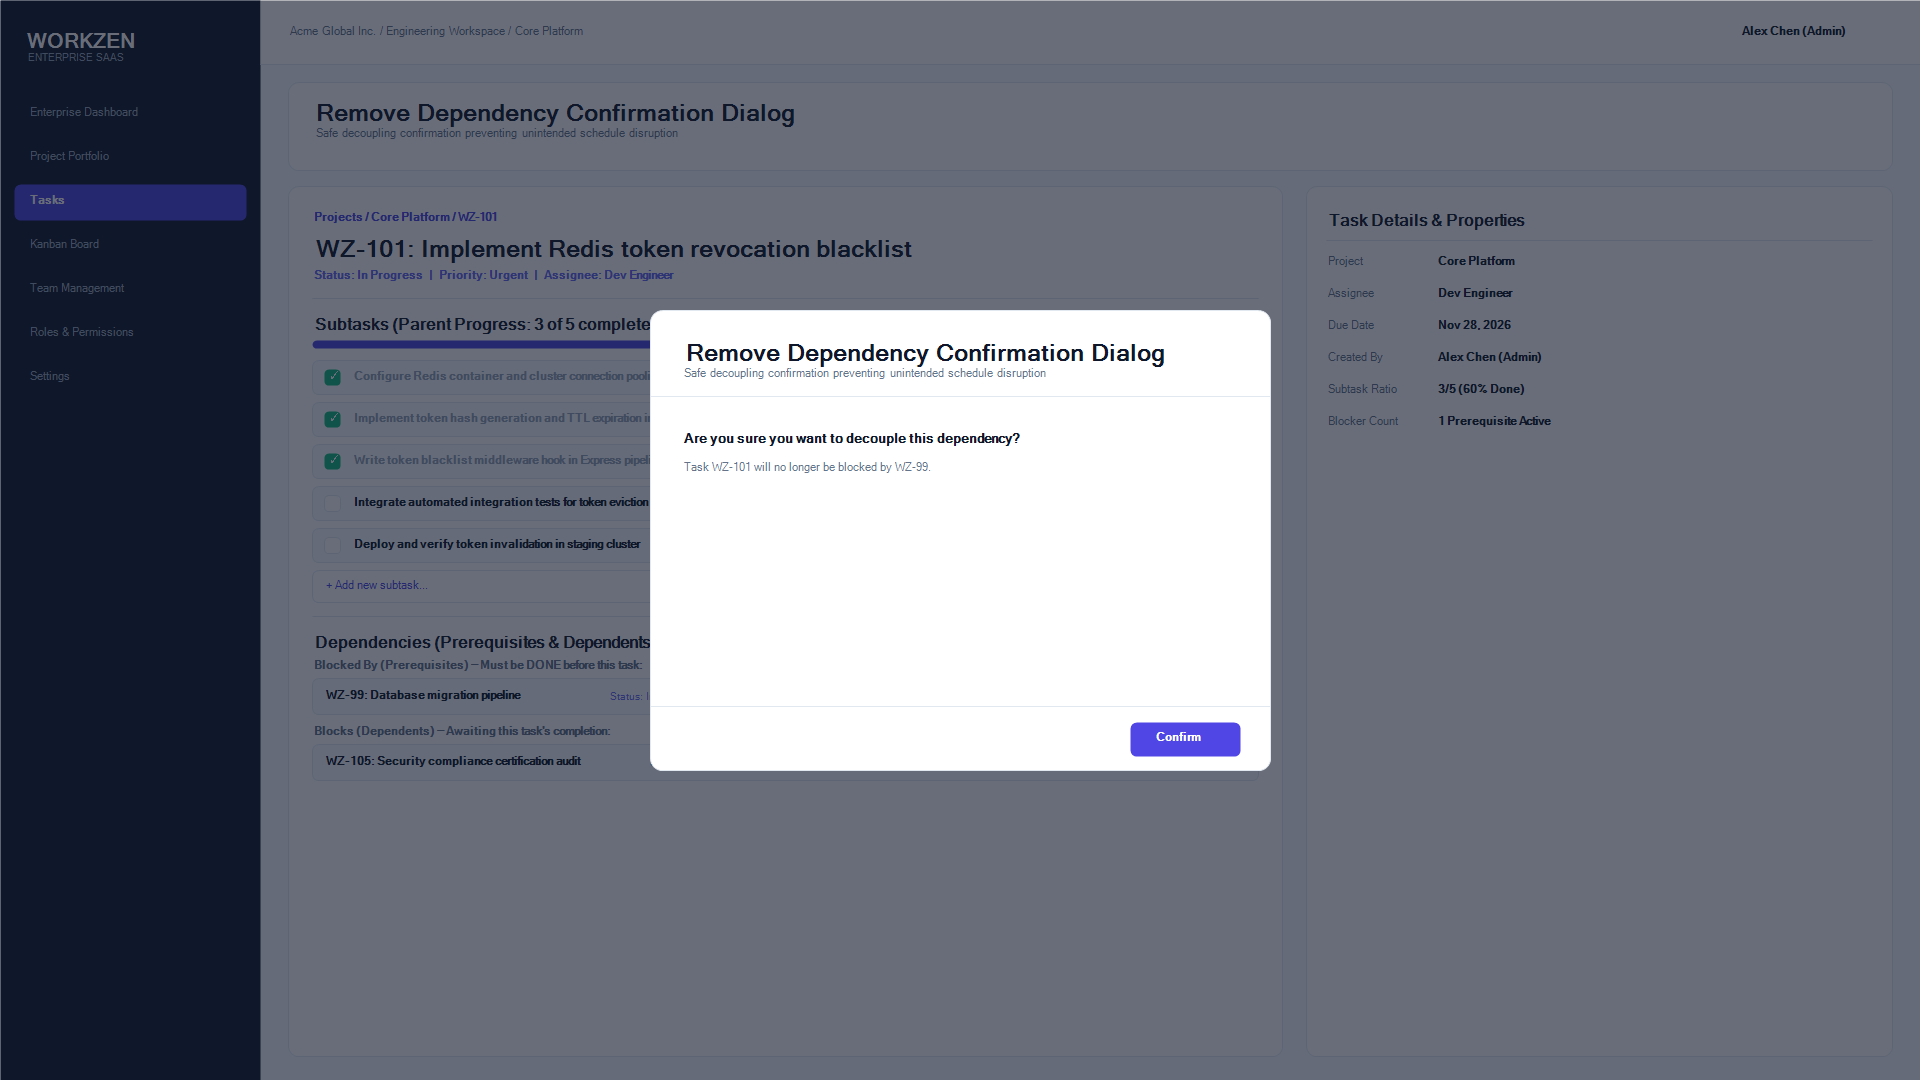 WORKZEN
ENTERPRISE SAAS
Enterprise Dashboard
Project Portfolio
Tasks
Kanban Board
Team Management
Roles & Permissions
Settings
Acme Global Inc. / Engineering Workspace / Core Platform
Alex Chen (Admin)
Remove Dependency Confirmation Dialog
Safe decoupling confirmation preventing unintended schedule disruption
Projects / Core Platform / WZ-101
WZ-101: Implement Redis token revocation blacklist
Status: In Progress | Priority: Urgent | Assignee: Dev Engineer
Subtasks (Parent Progress: 3 of 5 complete
Configure Redis container and cluster connection
Implement token hash generation and TTL expiration
Write token blacklist middleware hook in Express
Integrate automated integration tests for token eviction
Deploy and verify token invalidation in staging cluster
+ Add new subtask...
Dependencies (Prerequisites & Dependents
Blocked By (Prerequisites) — Must be DONE before this task:
WZ-99: Database migration pipeline
Status:
Blocks (Dependents) — Awaiting this task's completion:
WZ-105: Security compliance certification audit
Remove Dependency Confirmation Dialog
Safe decoupling confirmation preventing unintended schedule disruption
Are you sure you want to decouple this dependency?
Task WZ-101 will no longer be blocked by WZ-99.
Confirm
Task Details & Properties
Project Core Platform
Assignee Dev Engineer
Due Date Nov 28, 2026
Created By Alex Chen (Admin)
Subtask Ratio 3/5 (60% Done)
Blocker Count 1 Prerequisite Active